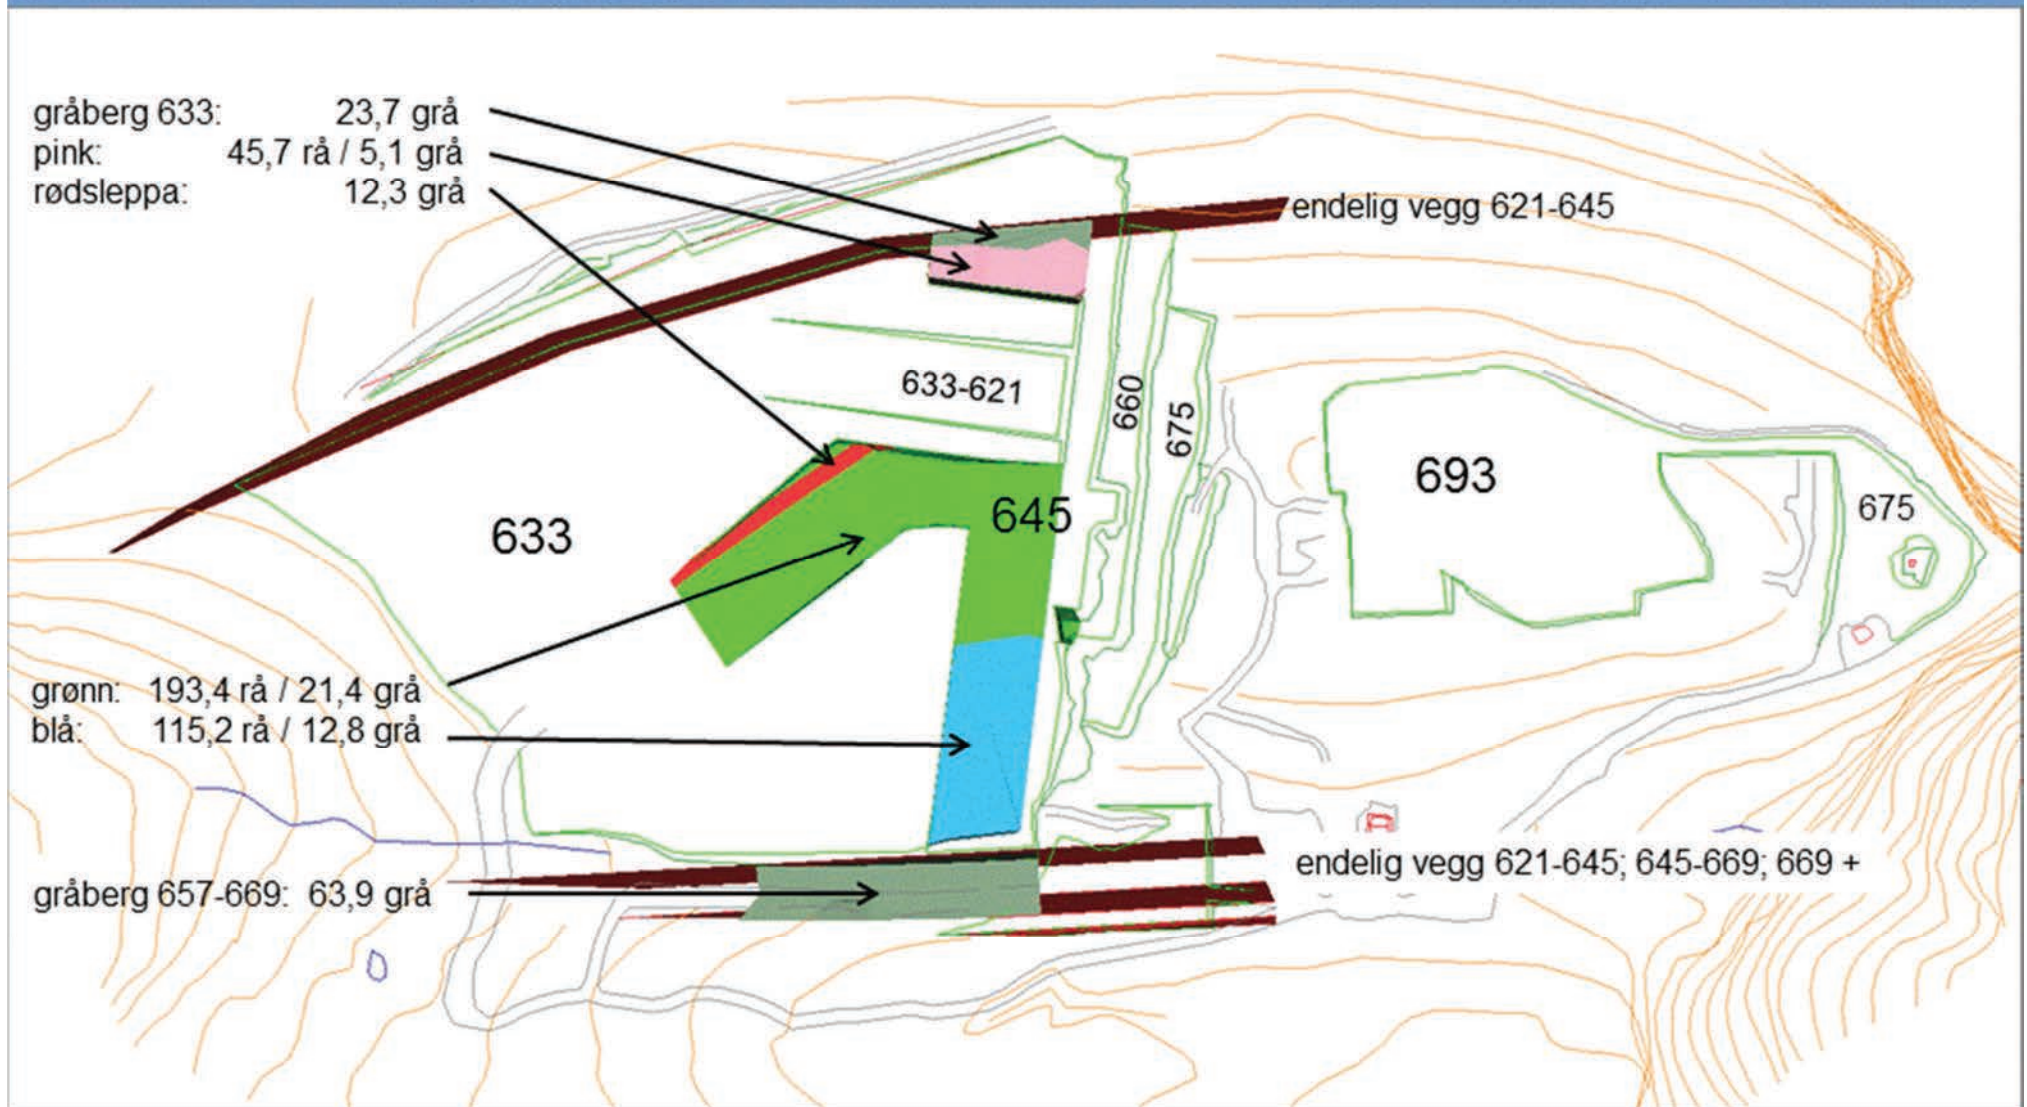 gråberg 633: 23,7 grå
pink: 45,7 rå / 5,1 grå
rødsleppa: 12,3 grå
endelig vegg 621-645
633-621
660
675
693
645
633
675
grønn: 193,4 rå / 21,4 grå
blå: 115,2 rå / 12,8 grå
endelig vegg 621-645; 645-669; 669 +
gråberg 657-669: 63,9 grå